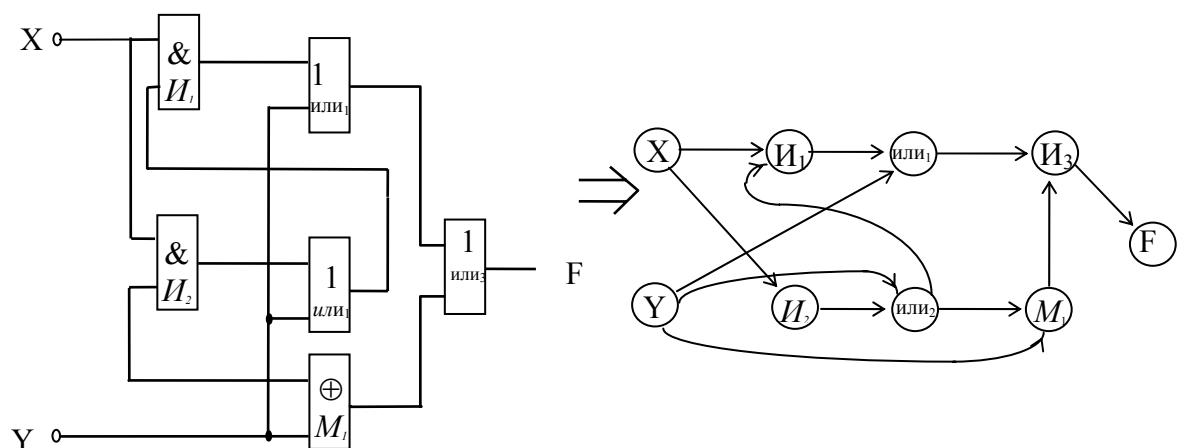 X
&
И₁
1
или₁
&
И₂
1
или₁
1
или₃
F
⊕
M₁
Y
X
И₁
или₁
И₃
F
Y
И₂
или₂
M₁